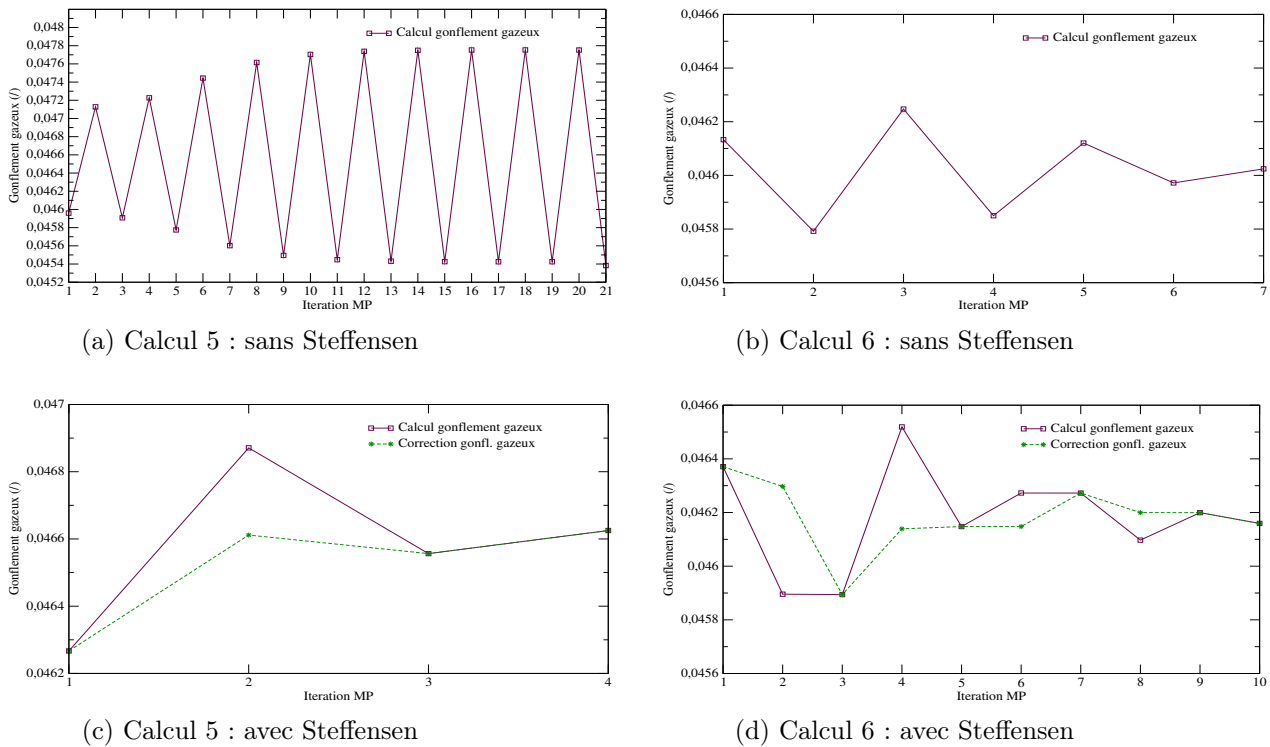 Calcul gonflement gazeux
Gonflement gazeux (/)
0,048
0,0478
0,0476
0,0474
0,0472
0,047
0,0468
0,0466
0,0464
0,0462
0,046
0,0458
0,0456
0,0454
0,0452
1 2 3 4 5 6 7 8 9 10 11 12 13 14 15 16 17 18 19 20 21
Iteration MP
(a) Calcul 5 : sans Steffensen
Calcul gonflement gazeux
Gonflement gazeux (/)
0,0466
0,0464
0,0462
0,046
0,0458
0,0456
1 2 3 4 5 6 7
Iteration MP
(b) Calcul 6 : sans Steffensen
Calcul gonflement gazeux
Correction gonfl. gazeux
Gonflement gazeux (/)
0,047
0,0468
0,0466
0,0464
0,0462
1 2 3 4
Iteration MP
(c) Calcul 5 : avec Steffensen
Calcul gonflement gazeux
Correction gonfl. gazeux
Gonflement gazeux (/)
0,0466
0,0464
0,0462
0,046
0,0458
0,0456
1 2 3 4 5 6 7 8 9 10
Iteration MP
(d) Calcul 6 : avec Steffensen